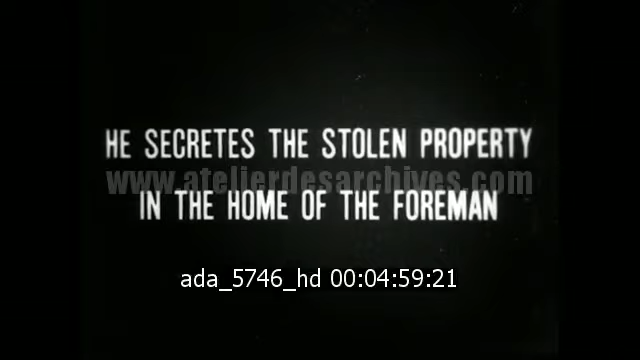 HE SECRETES THE STOLEN PROPERTY
www.atelierdesarchives.com
IN THE HOME OF THE FOREMAN
ada_5746_hd 00:04:59:21